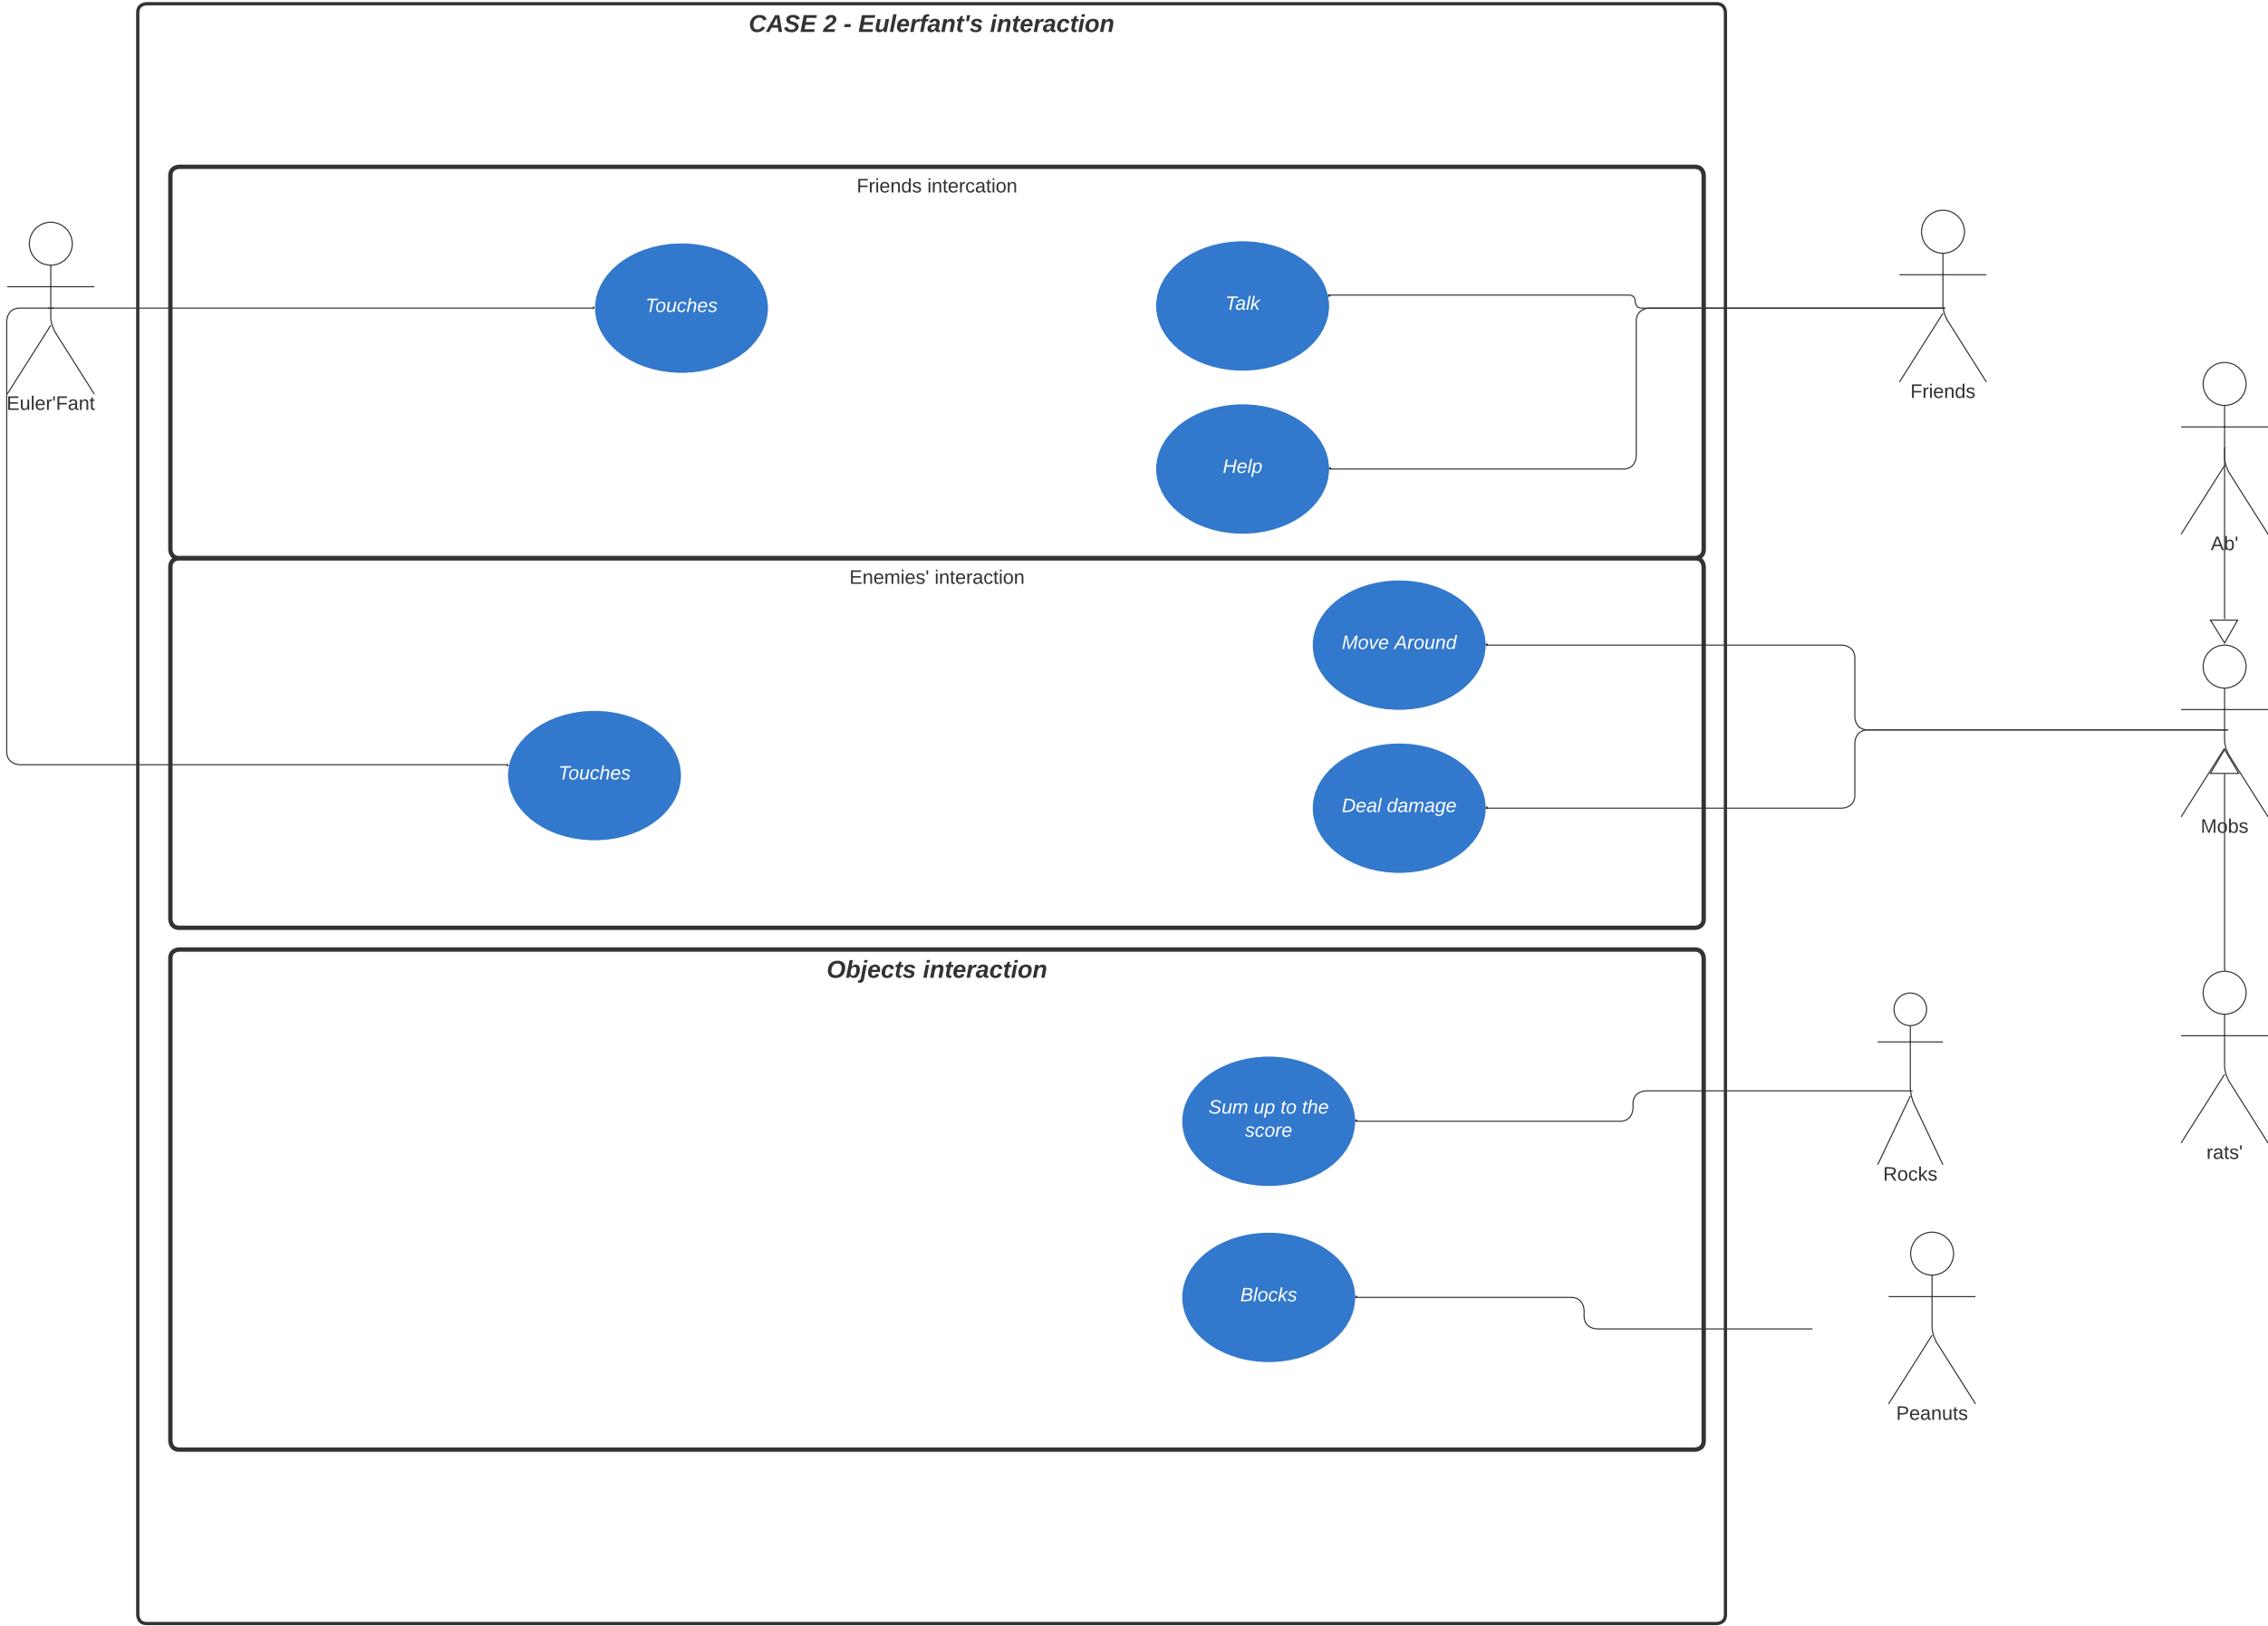 CASE 2 - Eulerfant's interaction
Friends intercation
Touches
Talk
Help
Euler'Fant
Friends
Ab'
Enemies' interaction
Move Around
Touches
Deal damage
Mobs
Objects interaction
Sum up to the
score
Rocks
rats'
Blocks
Peanuts